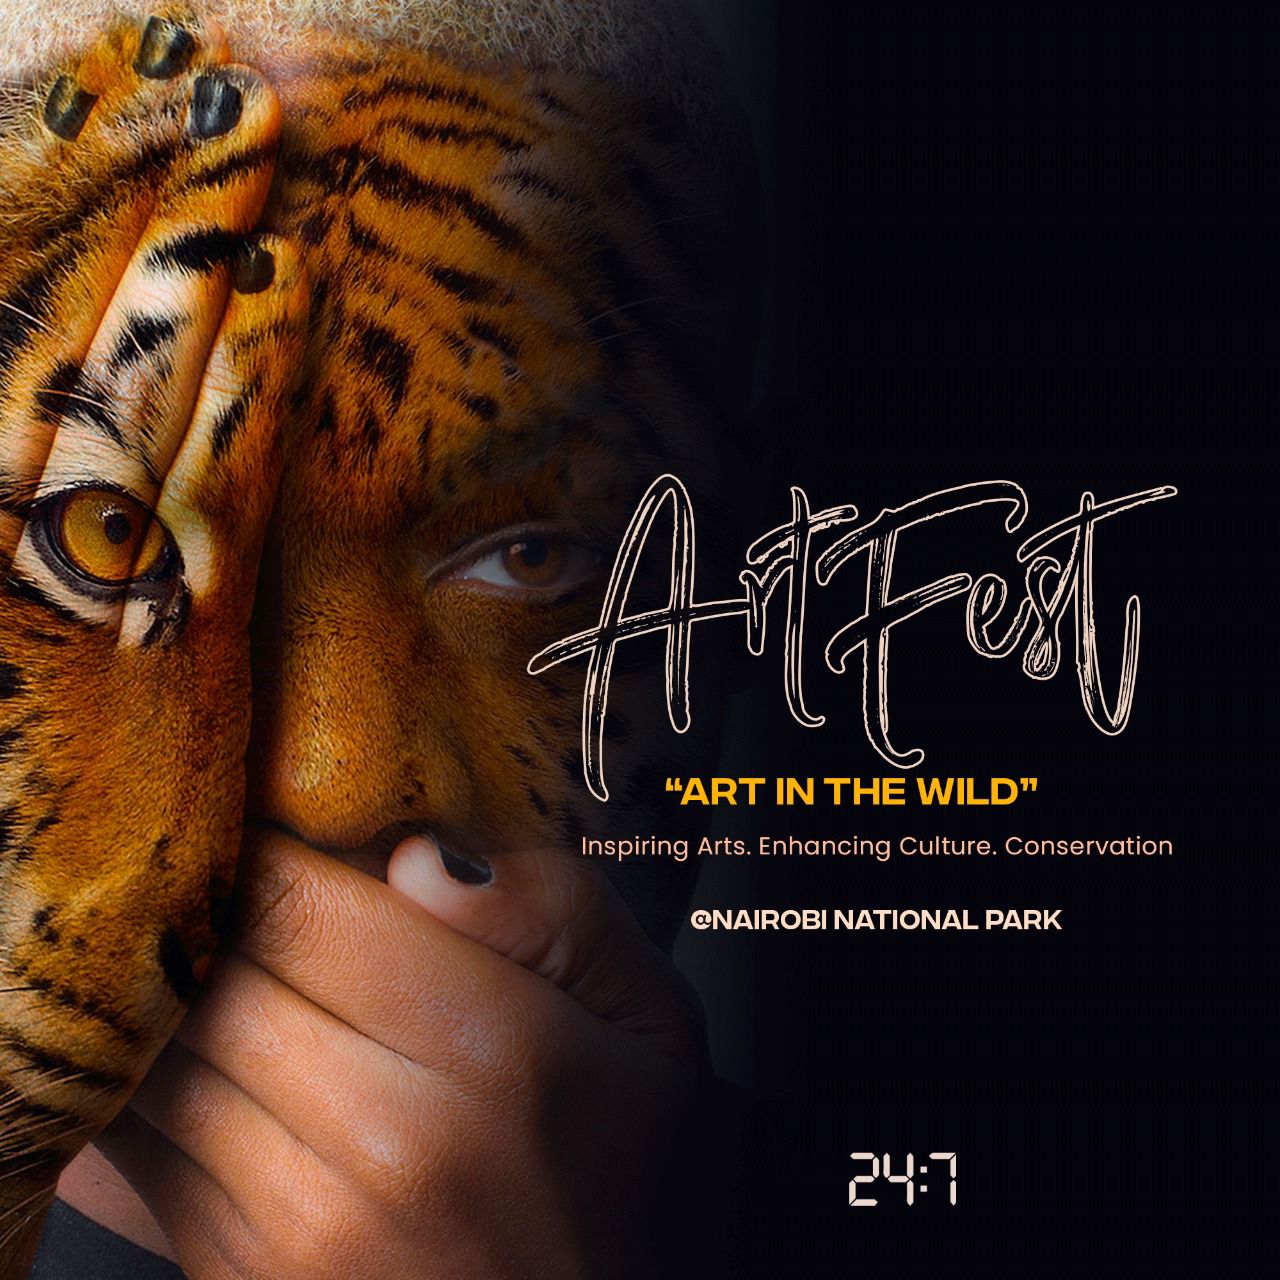 ArtFest
“ART IN THE WILD”
Inspiring Arts. Enhancing Culture. Conservation
@NAIROBI NATIONAL PARK
24:7